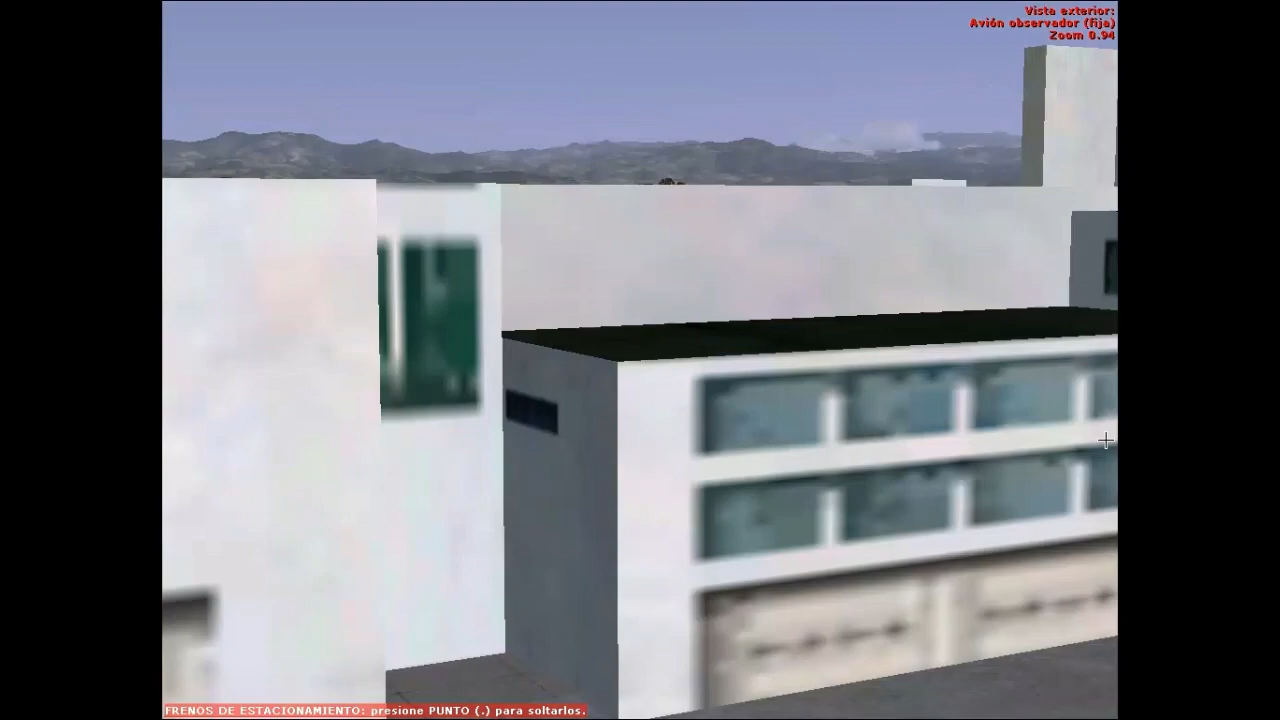 Vista exterior:
Avión observador (fija)
Zoom 0.94
FRENOS DE ESTACIONAMIENTO: presione PUNTO (.) para soltarlos.